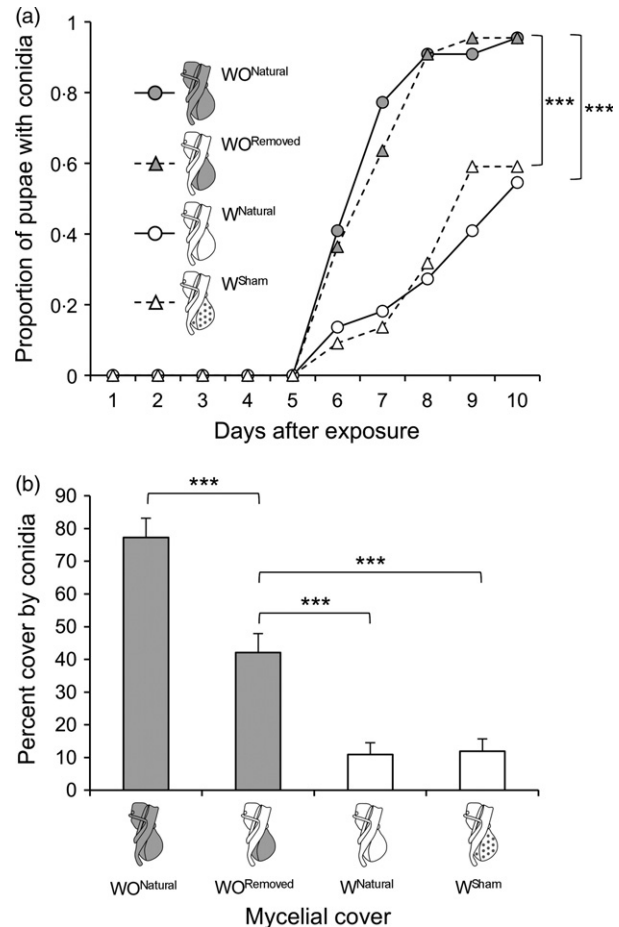 (a)
Proportion of pupae with conidia
1
0·8
0·6
0·4
0·2
0
WO^Natural
WO^Removed
W^Natural
W^Sham
***
***
1 2 3 4 5 6 7 8 9 10
Days after exposure
(b)
Percent cover by conidia
90
80
70
60
50
40
30
20
10
0
***
***
***
WO^Natural WO^Removed W^Natural W^Sham
Mycelial cover